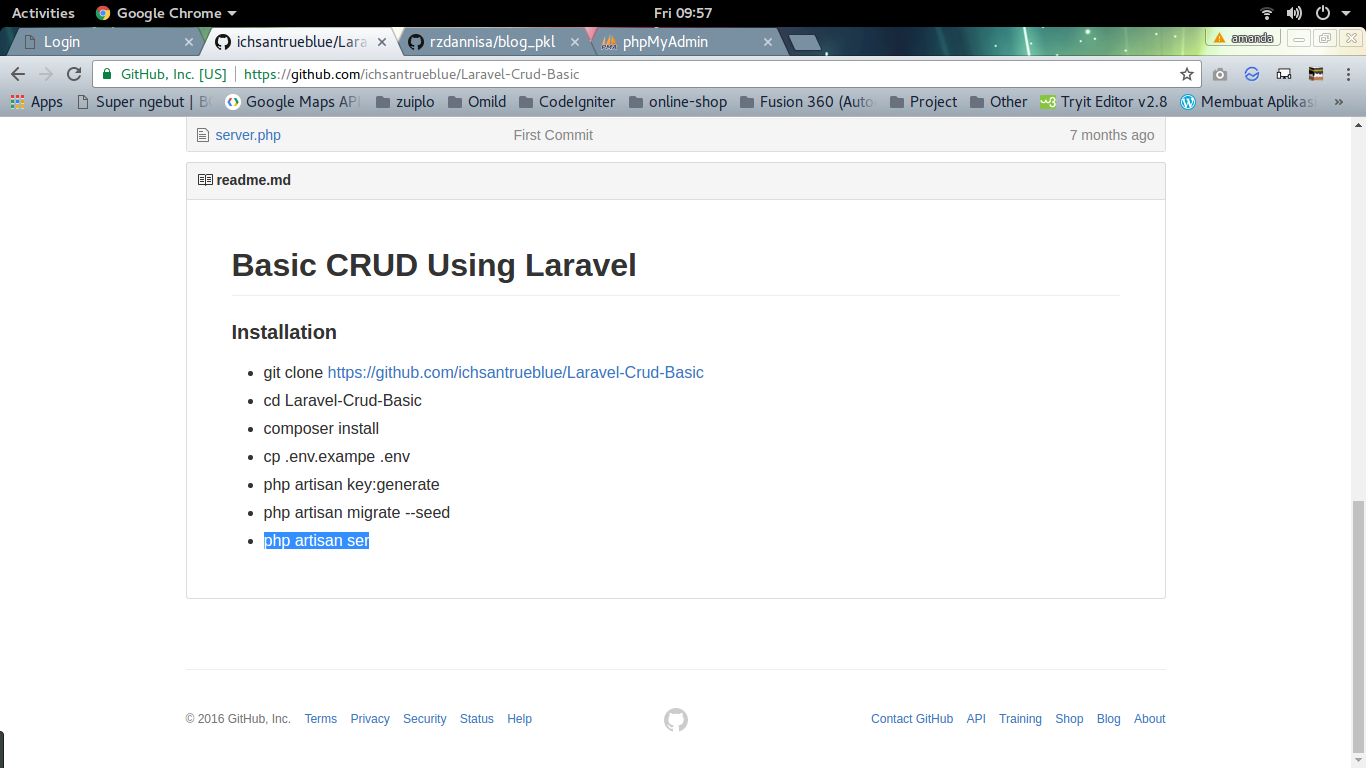 Activities Google Chrome Fri 09:57
Login ichsantrueblue/Lara rzdannisa/blog_pkl phpMyAdmin amanda
GitHub, Inc. [US] https://github.com/ichsantrueblue/Laravel-Crud-Basic
Apps Super ngebut | B Google Maps AP zuiplo Omild CodeIgniter online-shop Fusion 360 (Auto Project Other Tryit Editor v2.8 Membuat Aplikas »
server.php First Commit 7 months ago
readme.md
Basic CRUD Using Laravel
Installation
• git clone https://github.com/ichsantrueblue/Laravel-Crud-Basic
• cd Laravel-Crud-Basic
• composer install
• cp .env.exampe .env
• php artisan key:generate
• php artisan migrate --seed
• php artisan ser
© 2016 GitHub, Inc. Terms Privacy Security Status Help Contact GitHub API Training Shop Blog About